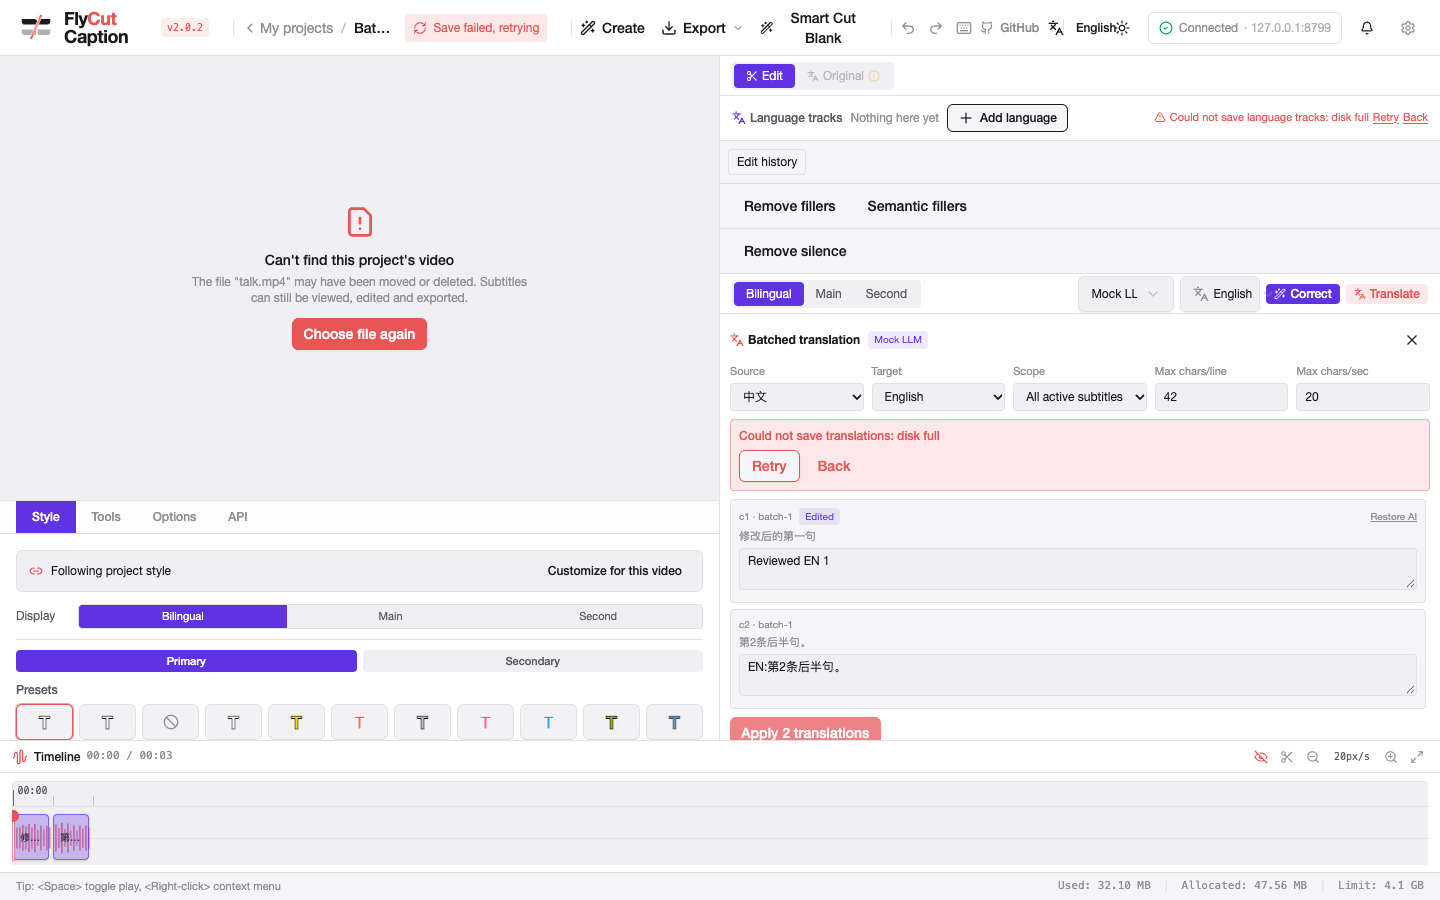 FlyCut
Caption
v2.0.2
My projects / Bat...
Save failed, retrying
Create
Export
Smart Cut
Blank
GitHub
English
Connected · 127.0.0.1:8799
Can't find this project's video
The file "talk.mp4" may have been moved or deleted. Subtitles
can still be viewed, edited and exported.
Choose file again
Style
Tools
Options
API
Following project style
Customize for this video
Display
Bilingual
Main
Second
Primary
Secondary
Presets
T T T T T T T T T T
Edit
Original
Language tracks
Nothing here yet
Add language
Could not save language tracks: disk full Retry Back
Edit history
Remove fillers
Semantic fillers
Remove silence
Bilingual
Main
Second
Mock LL
English
Correct
Translate
Batched translation
Mock LLM
Source
Target
Scope
Max chars/line
Max chars/sec
中文
English
All active subtitles
42
20
Could not save translations: disk full
Retry
Back
c1 · batch-1
Edited
Restore AI
修改后的第一句
Reviewed EN 1
c2 · batch-1
第2条后半句。
EN:第2条后半句。
Apply 2 translations
Timeline
00:00 / 00:03
20px/s
00:00
修...
第...
Tip: <Space> toggle play, <Right-click> context menu
Used: 32.10 MB
Allocated: 47.56 MB
Limit: 4.1 GB